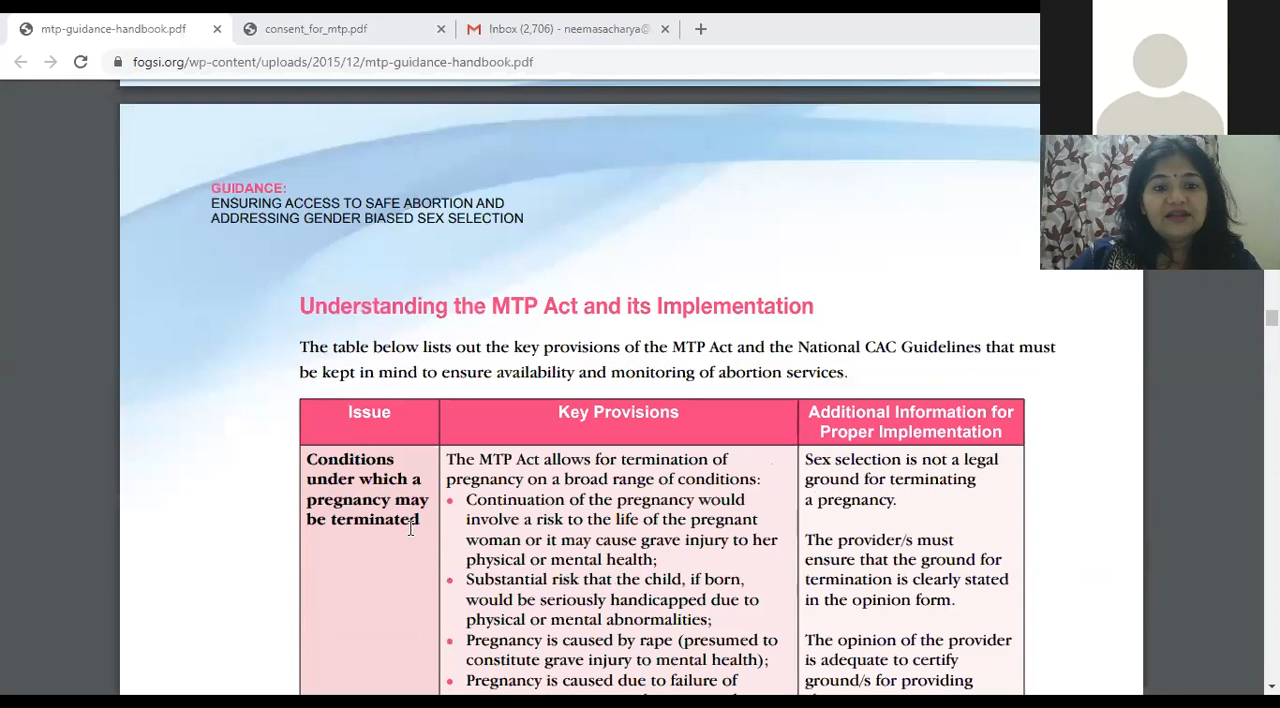 mtp-guidance-handbook.pdf
consent_for_mtp.pdf
Inbox (2,706) - neemasacharya@
fogsi.org/wp-content/uploads/2015/12/mtp-guidance-handbook.pdf
GUIDANCE:
ENSURING ACCESS TO SAFE ABORTION AND
ADDRESSING GENDER BIASED SEX SELECTION
Understanding the MTP Act and its Implementation
The table below lists out the key provisions of the MTP Act and the National CAC Guidelines that must
be kept in mind to ensure availability and monitoring of abortion services.
Issue
Key Provisions
Additional Information for
Proper Implementation
Conditions
under which a
pregnancy may
be terminated
The MTP Act allows for termination of
pregnancy on a broad range of conditions:
• Continuation of the pregnancy would
involve a risk to the life of the pregnant
woman or it may cause grave injury to her
physical or mental health;
• Substantial risk that the child, if born,
would be seriously handicapped due to
physical or mental abnormalities;
• Pregnancy is caused by rape (presumed to
constitute grave injury to mental health);
• Pregnancy is caused due to failure of
Sex selection is not a legal
ground for terminating
a pregnancy.
The provider/s must
ensure that the ground for
termination is clearly stated
in the opinion form.
The opinion of the provider
is adequate to certify
ground/s for providing